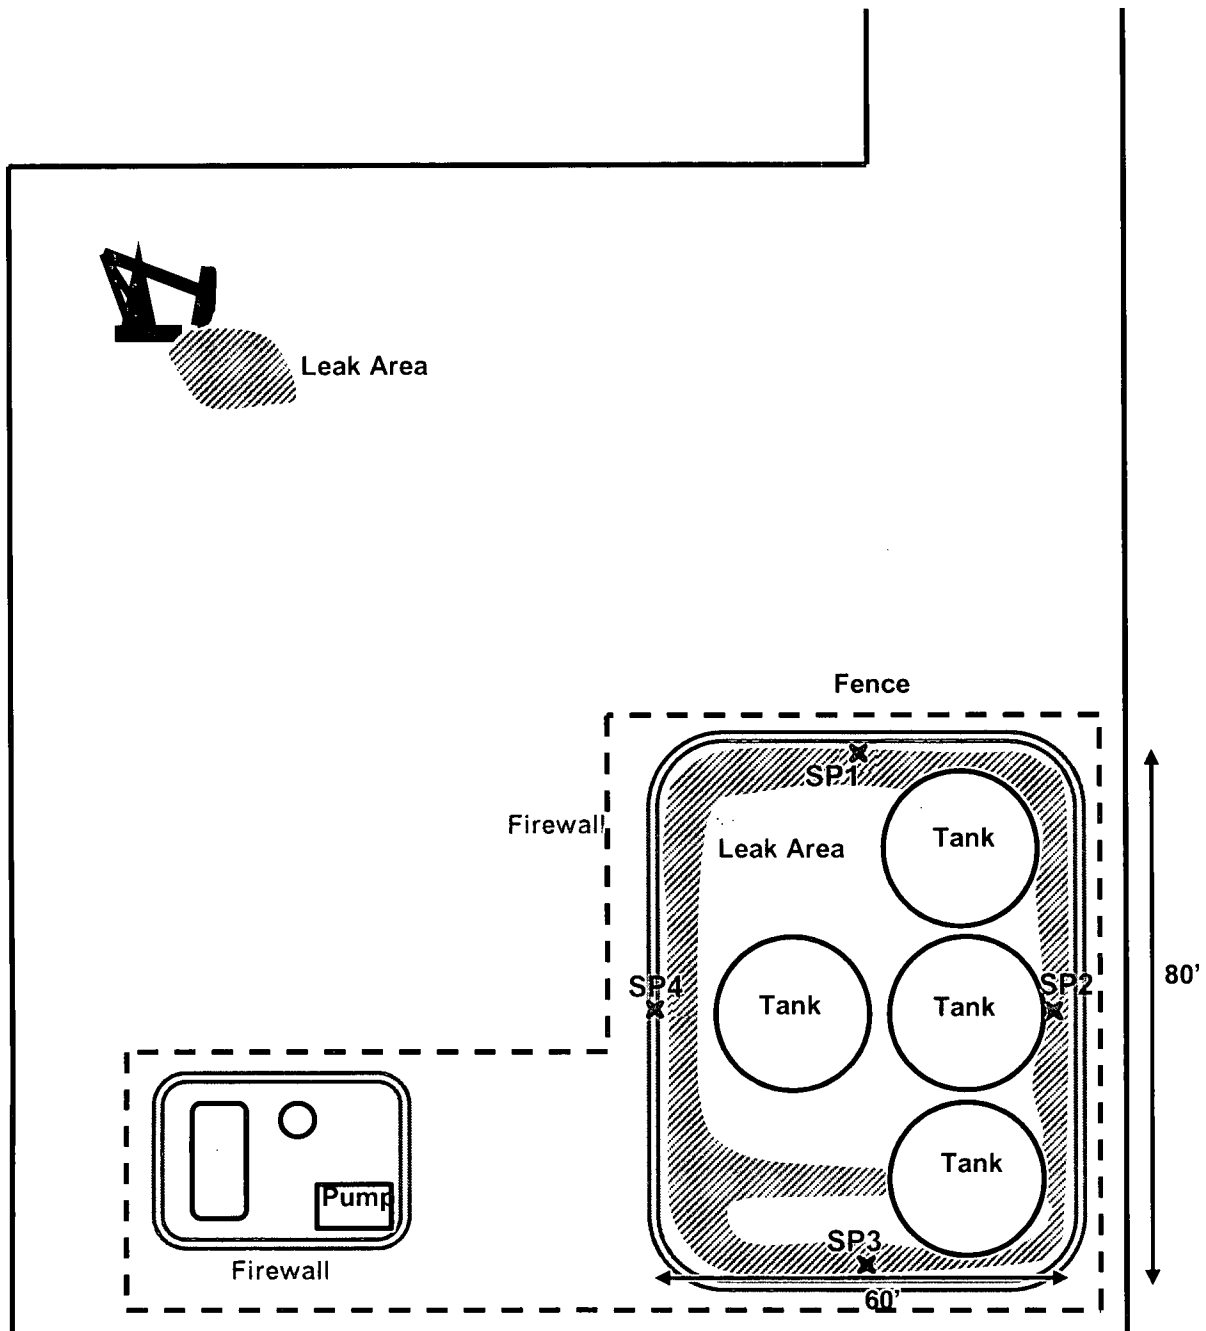 Leak Area
Fence
SP1
Firewall
Tank
Leak Area
SP4
SP2
80'
Tank
Tank
Tank
Pump
SP3
Firewall
60'